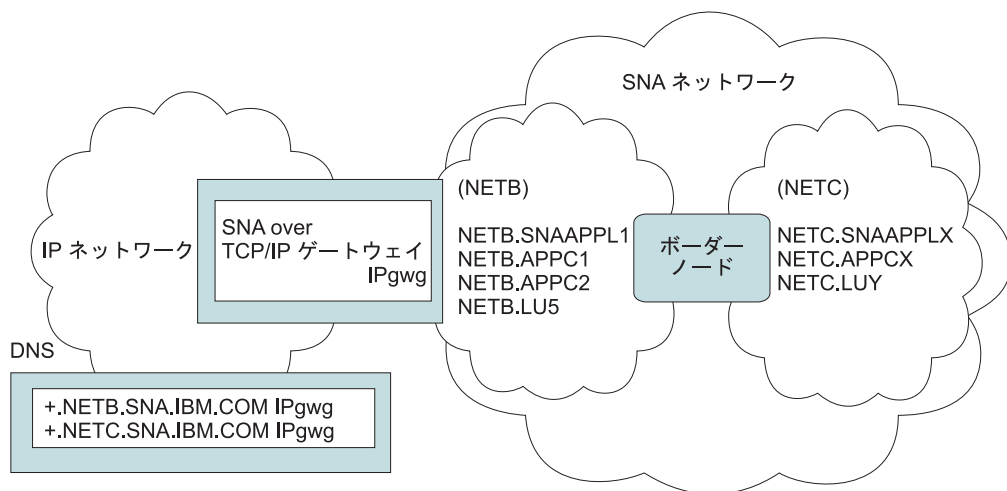 SNA ネットワーク
IP ネットワーク
SNA over
TCP/IP ゲートウェイ
IPgwg
(NETB)
NETB.SNAAPPL1
NETB.APPC1
NETB.APPC2
NETB.LU5
ボーダー
ノード
(NETC)
NETC.SNAAPPLX
NETC.APPCX
NETC.LUY
DNS
+.NETB.SNA.IBM.COM IPgwg
+.NETC.SNA.IBM.COM IPgwg